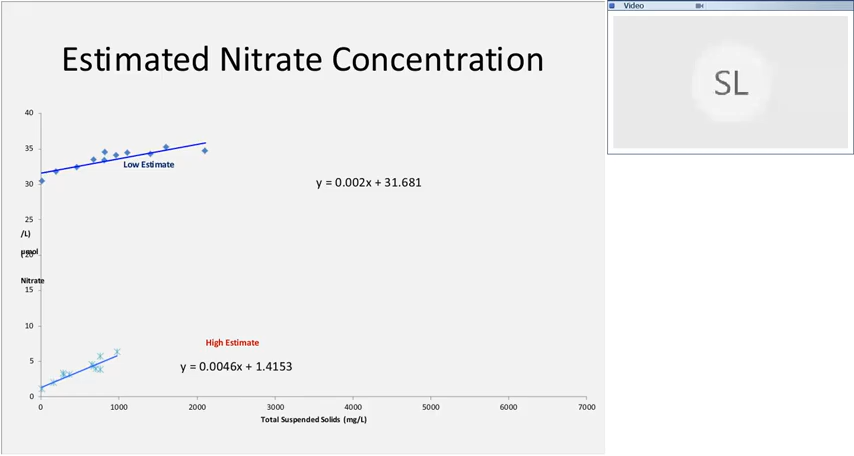 Video
Estimated Nitrate Concentration
SL
40
35
Low Estimate
30
y = 0.002x + 31.681
25
/L)
20
(µmol
Nitrate
15
10
High Estimate
5
y = 0.0046x + 1.4153
0
0 1000 2000 3000 4000 5000 6000 7000
Total Suspended Solids (mg/L)